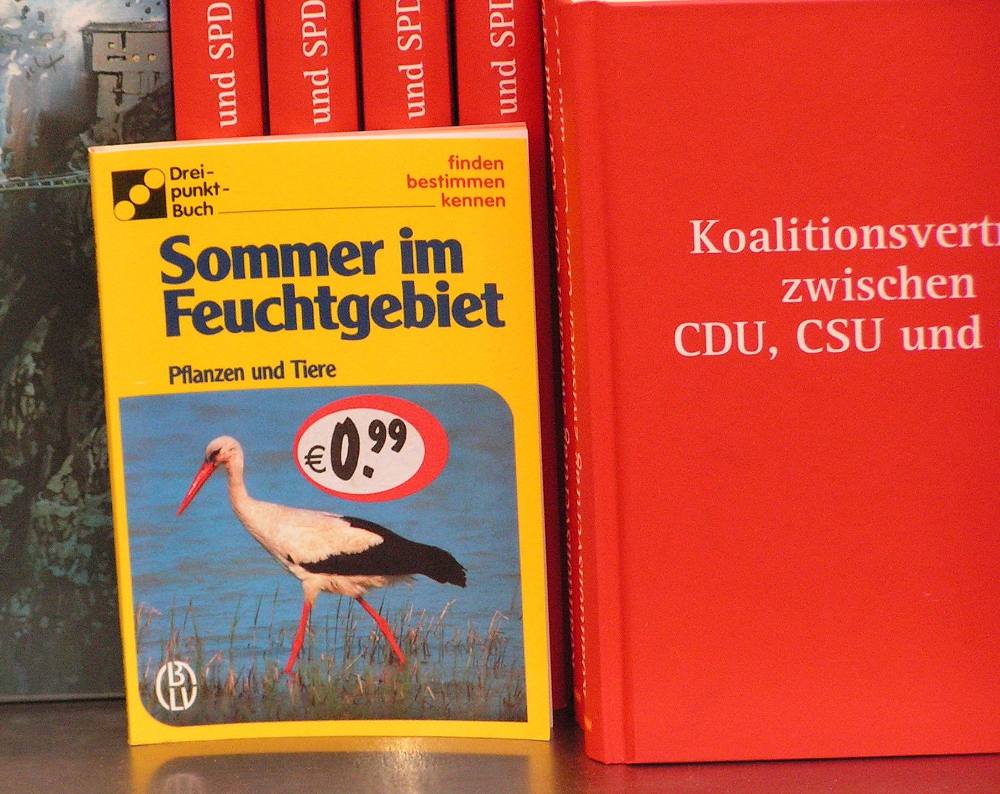 und SPD
und SPD
und SPD
und SPD
Drei-
punkt-
Buch
finden
bestimmen
kennen
Sommer im
Feuchtgebiet
Pflanzen und Tiere
€0.99
BLV
Koalitionsvertr
zwischen
CDU, CSU und